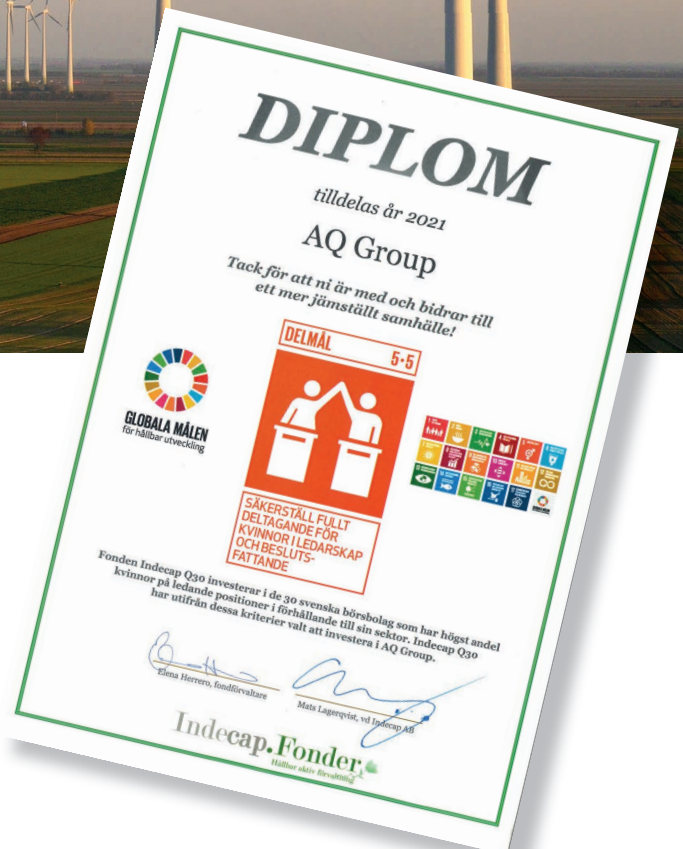 DIPLOM
tilldelas år 2021
AQ Group
Tack för att ni är med och bidrar till
ett mer jämställt samhälle!
DELMÅL 5.5
SÄKERSTÄLL FULLT
DELTAGANDE FÖR
KVINNOR I LEDARSKAP
OCH BESLUTS-
FATTANDE
GLOBALA MÅLEN
för hållbar utveckling
Fonden Indecap Q30 investerar i de 30 svenska börsbolag som har högst andel
kvinnor på ledande positioner i förhållande till sin sektor. Indecap Q30
har utifrån dessa kriterier valt att investera i AQ Group.
Elena Herrero, fondförvaltare
Mats Lagerqvist, vd Indecap AB
Indecap.Fonder
Hållbar aktiv förvaltning